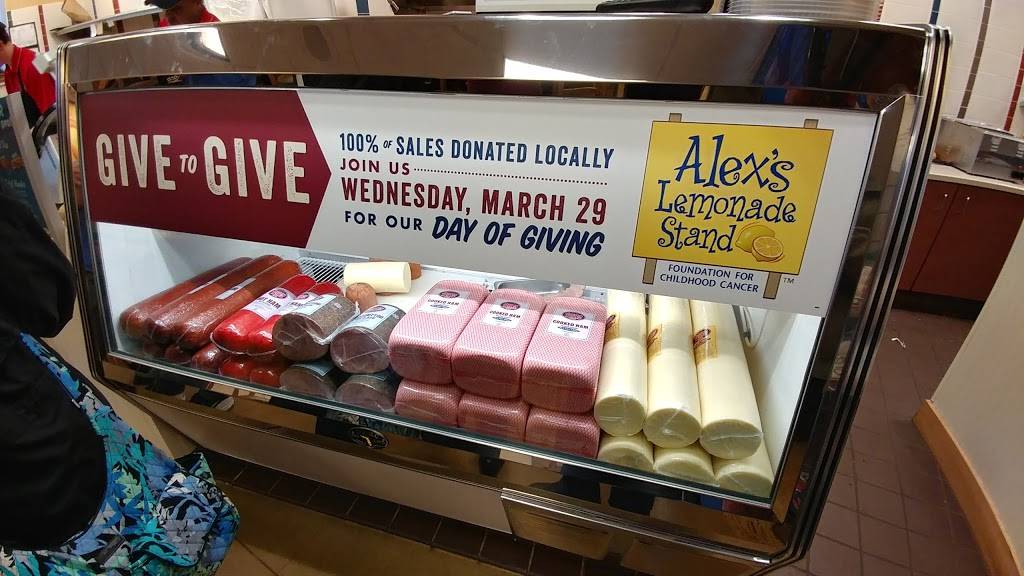 GIVE TO GIVE
100% OF SALES DONATED LOCALLY
JOIN US
WEDNESDAY, MARCH 29
FOR OUR DAY OF GIVING
Alex's
Lemonade
Stand
FOUNDATION FOR
CHILDHOOD CANCER
TM
COOKED HAM
COOKED HAM
COOKED HAM